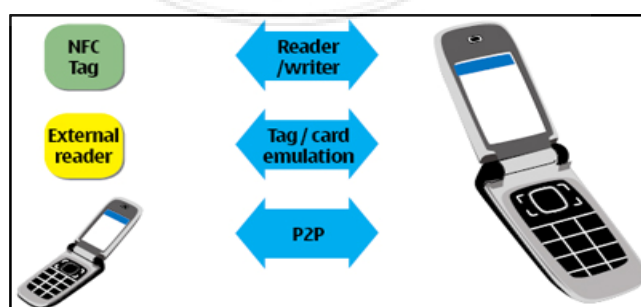 NFC
Tag
Reader
/writer
External
reader
Tag / card
emulation
P2P